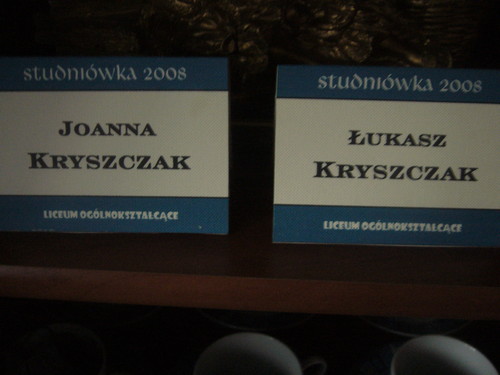 studniówka 2008
JOANNA
KRYSZCZAK
LICEUM OGÓLNOKSZTAŁCĄCE
studniówka 2008
ŁUKASZ
KRYSZCZAK
LICEUM OGÓLNOKSZTAŁCĄCE